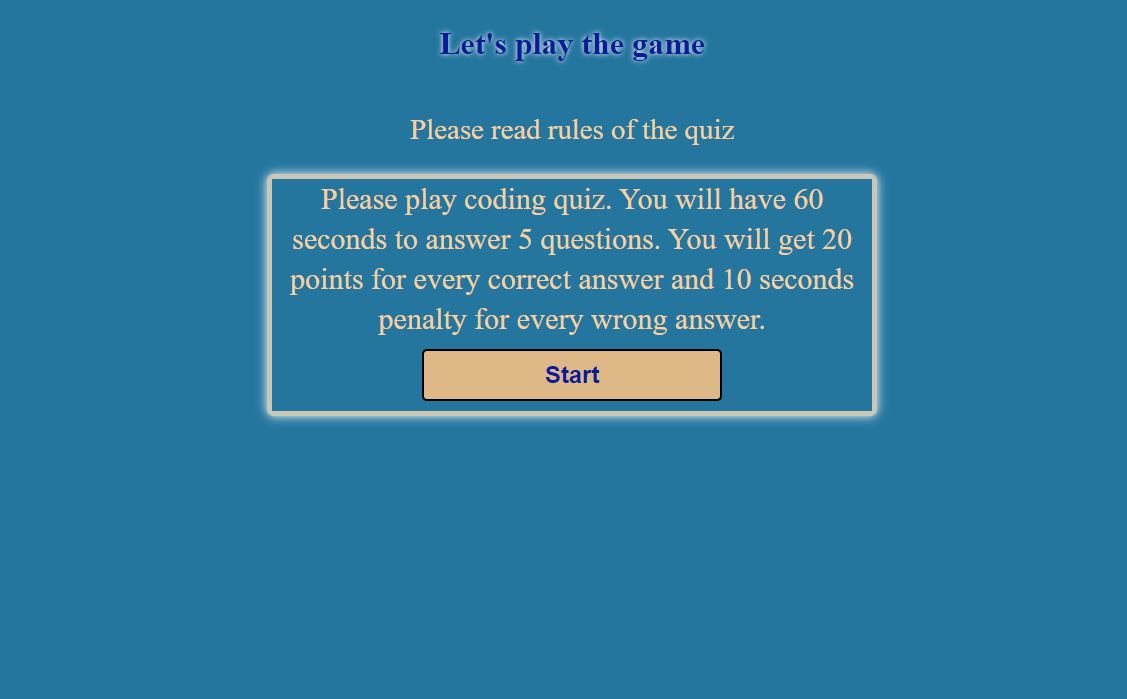 Let's play the game
Please read rules of the quiz
Please play coding quiz. You will have 60
seconds to answer 5 questions. You will get 20
points for every correct answer and 10 seconds
penalty for every wrong answer.
Start